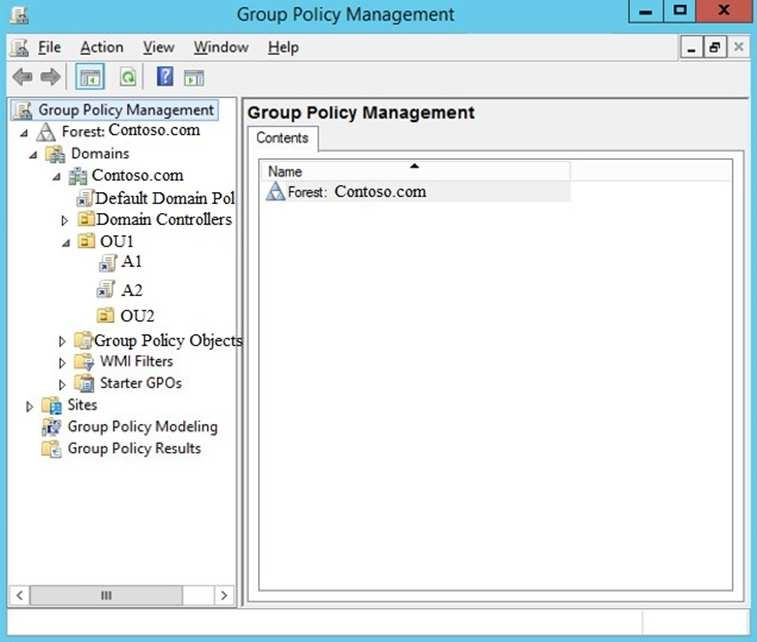 Group Policy Management
File Action View Window Help
Group Policy Management
Forest: Contoso.com
Domains
Contoso.com
Default Domain Pol
Domain Controllers
OU1
A1
A2
OU2
Group Policy Objects
WMI Filters
Starter GPOs
Sites
Group Policy Modeling
Group Policy Results
Group Policy Management
Contents
Name
Forest: Contoso.com